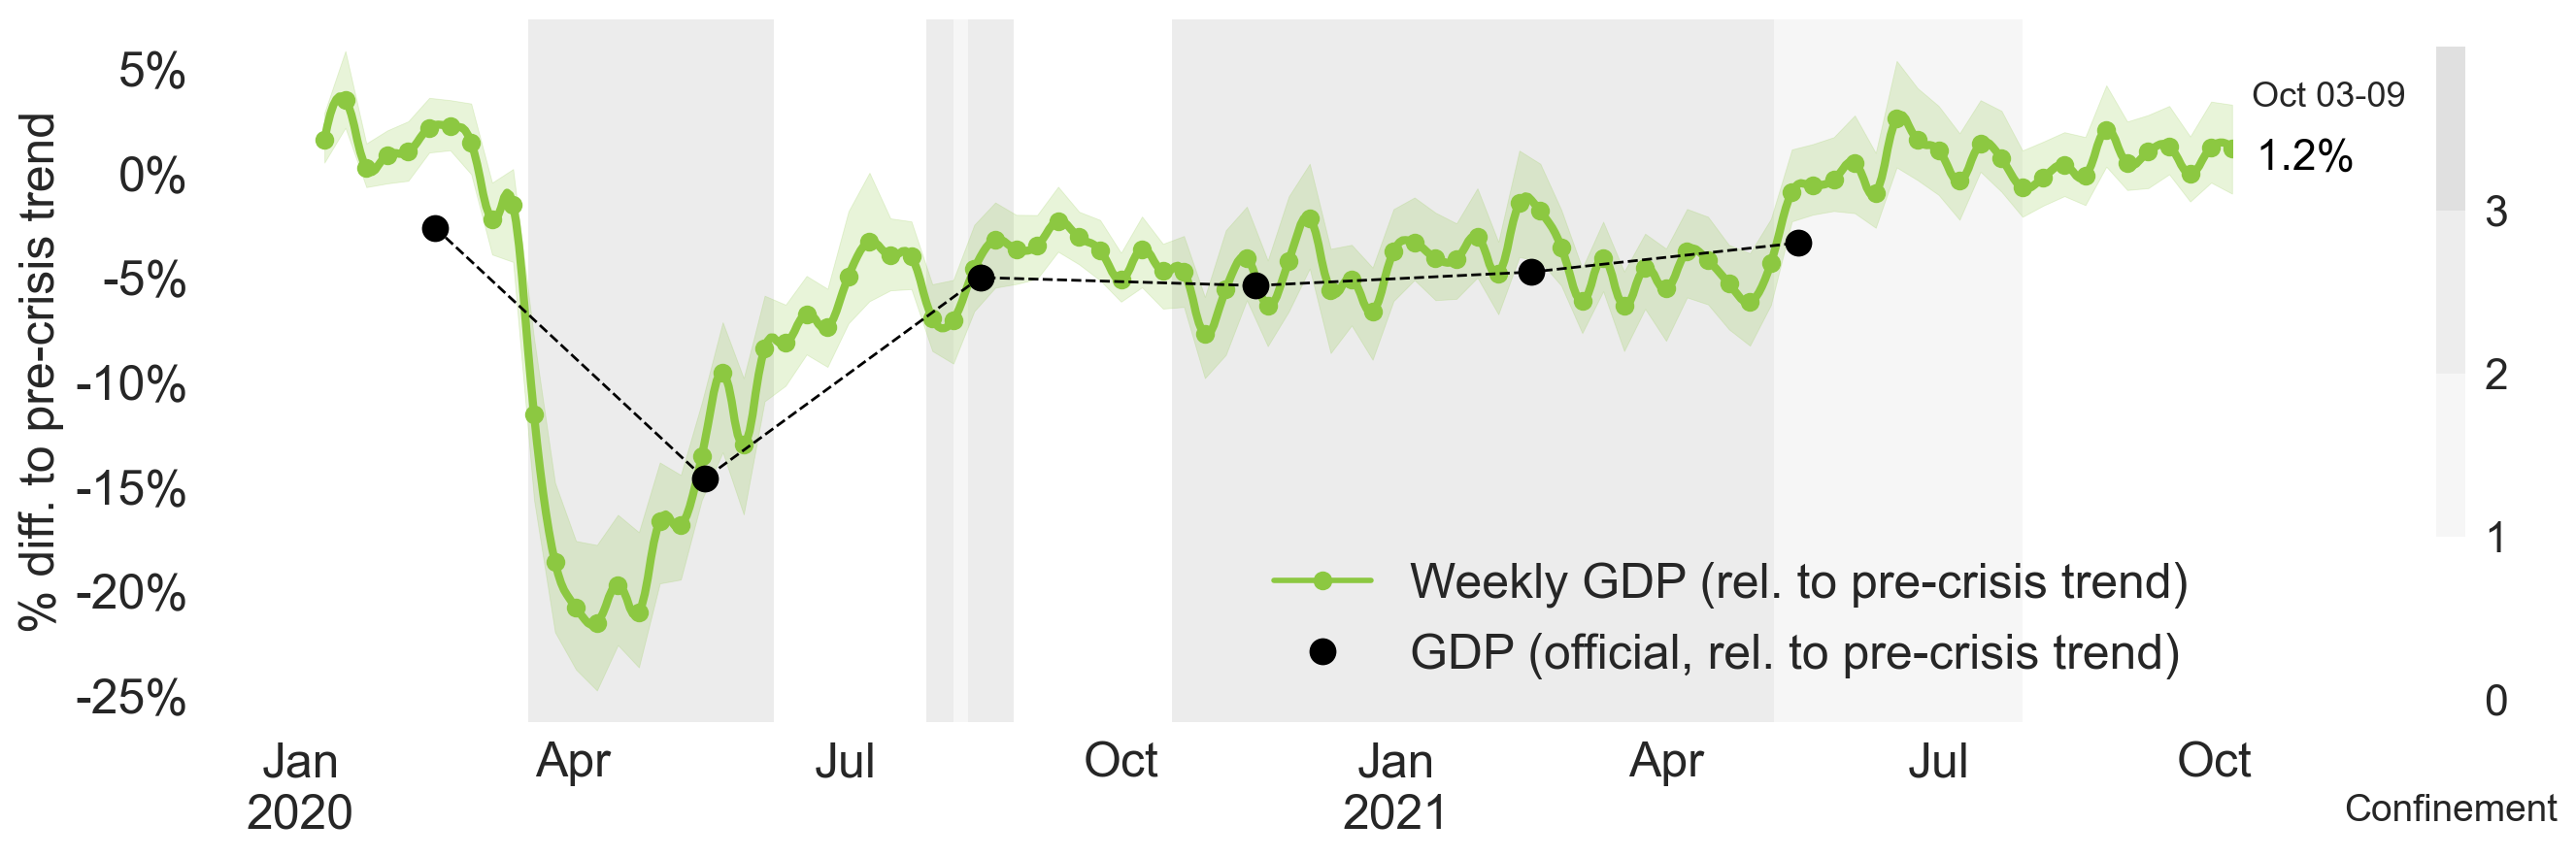 % diff. to pre-crisis trend
5%
0%
-5%
-10%
-15%
-20%
-25%
Jan
2020
Apr
Jul
Oct
Jan
2021
Apr
Jul
Oct
Oct 03-09
1.2%
Weekly GDP (rel. to pre-crisis trend)
GDP (official, rel. to pre-crisis trend)
3
2
1
0
Confinement